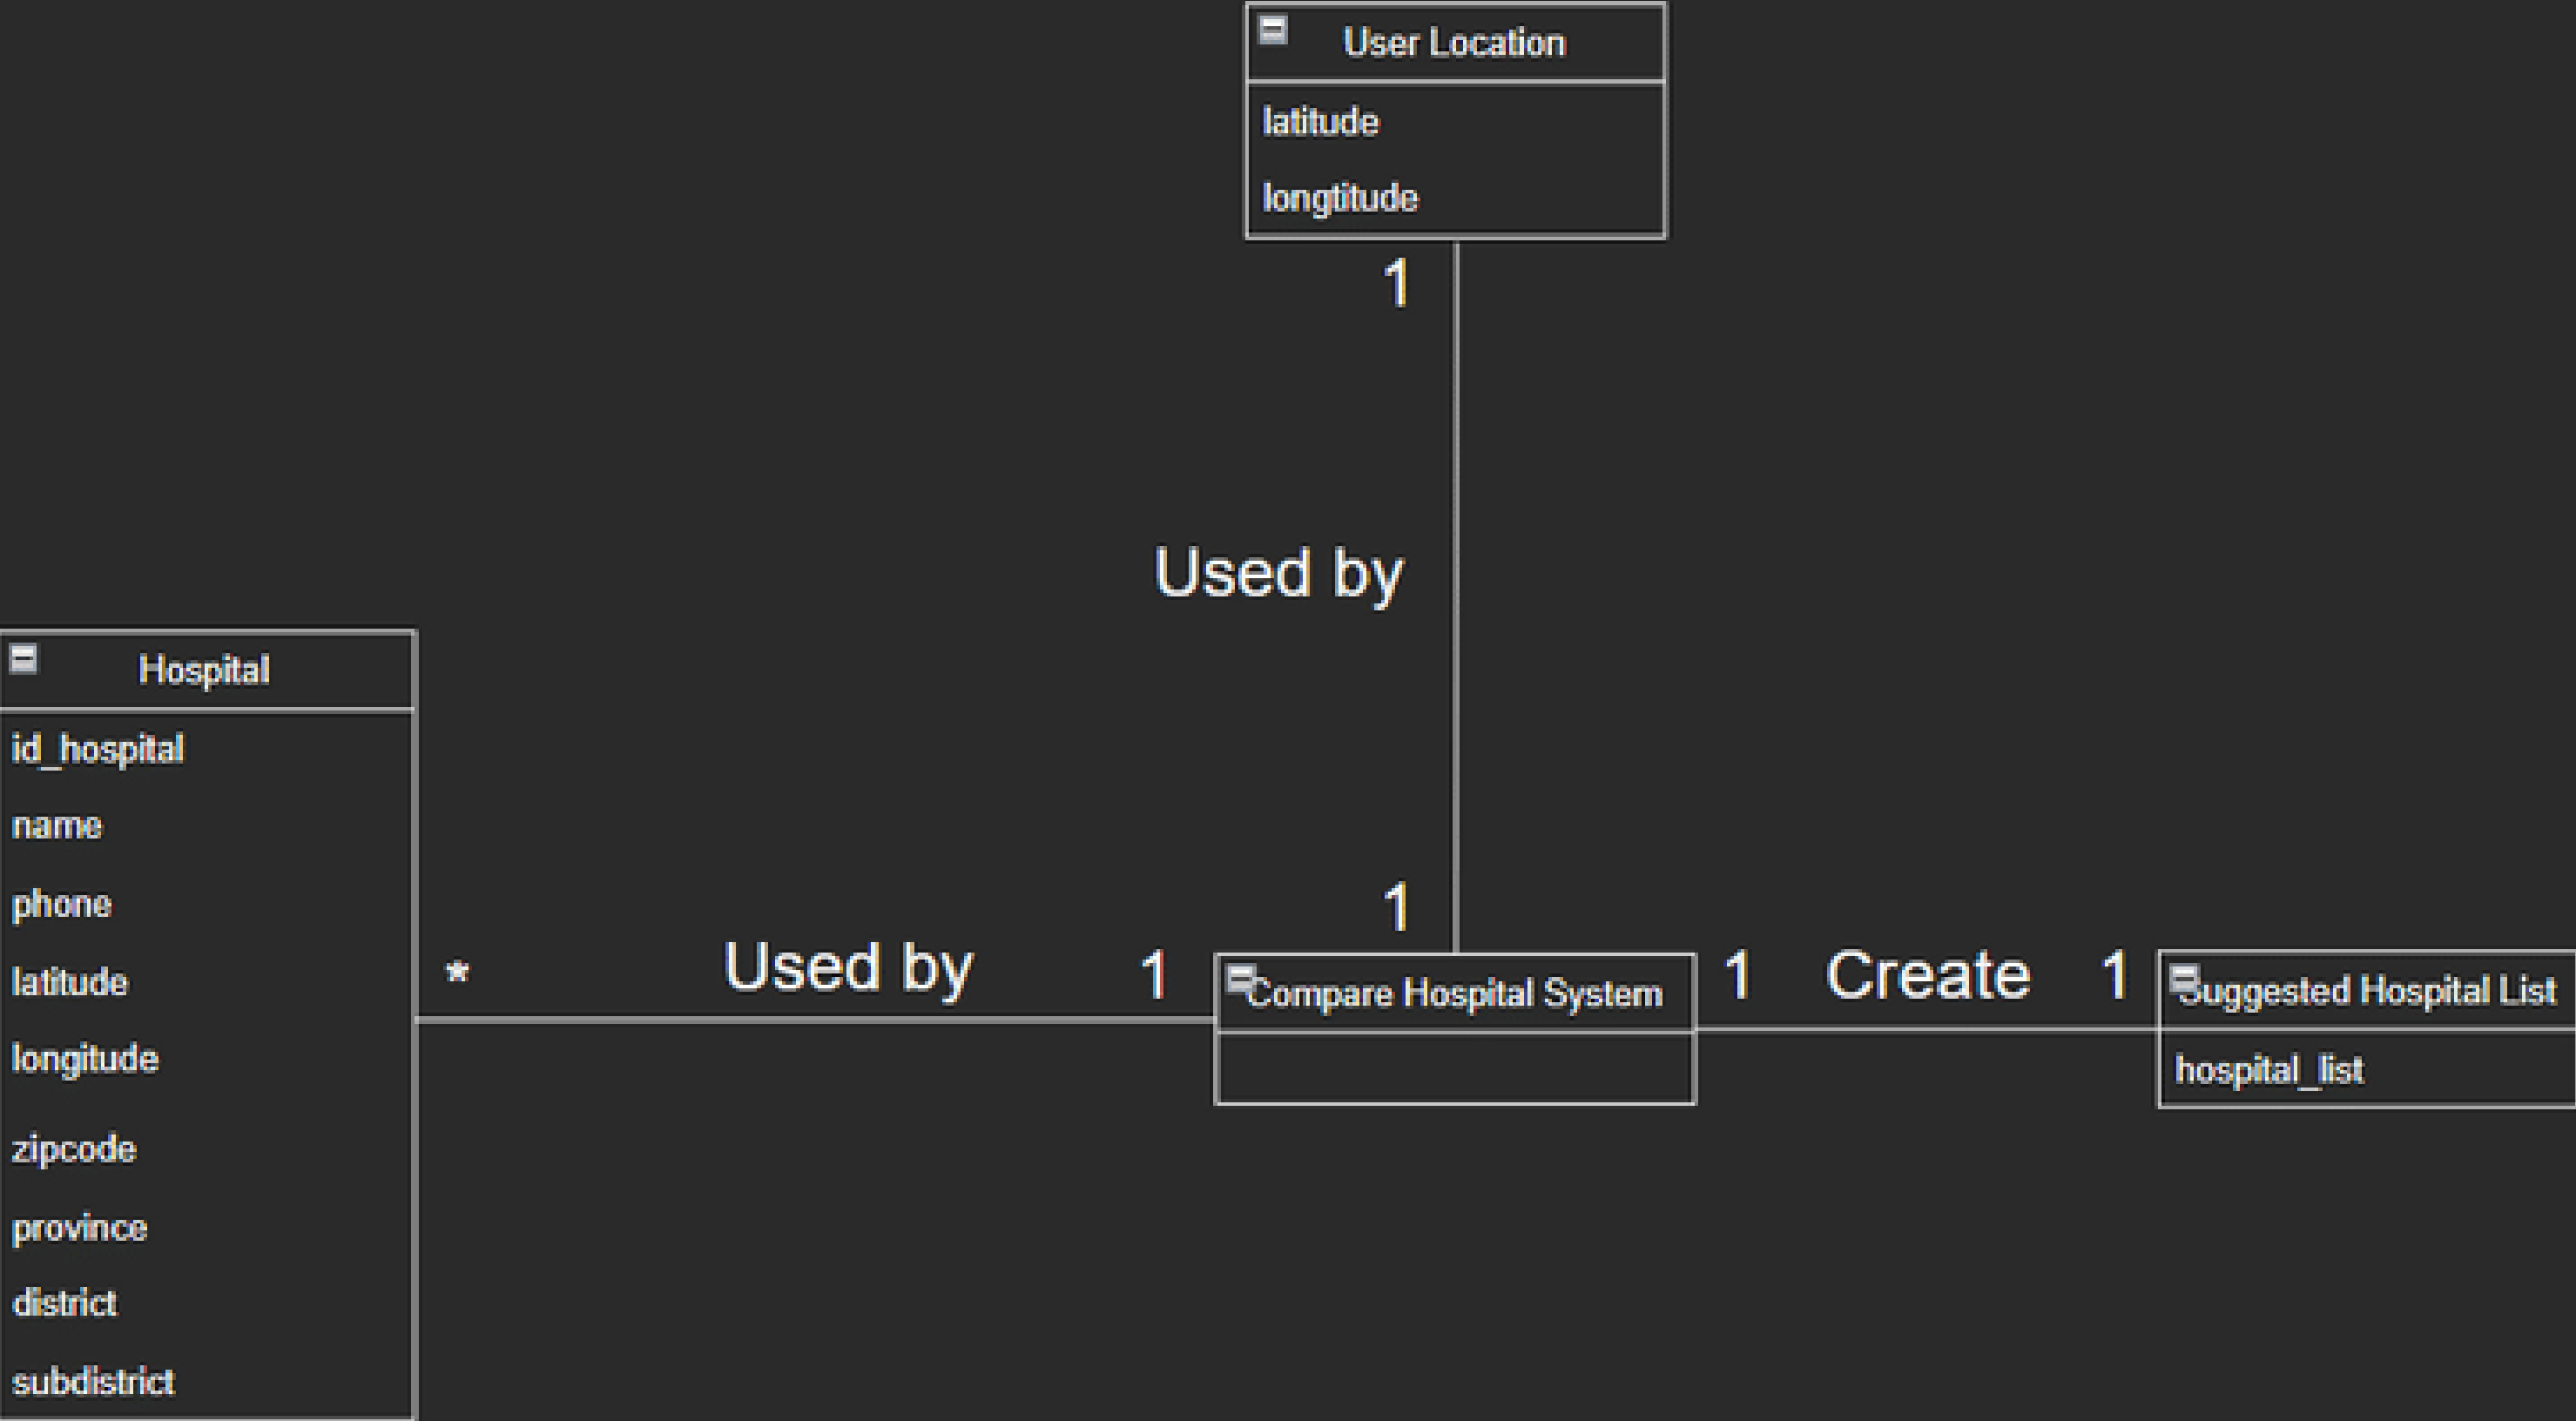 User Location
latitude
longtitude
1
Used by
1
Hospital
id_hospital
name
phone
latitude
longitude
zipcode
province
district
subdistrict
* Used by 1
Compare Hospital System
1 Create 1
Suggested Hospital List
hospital_list